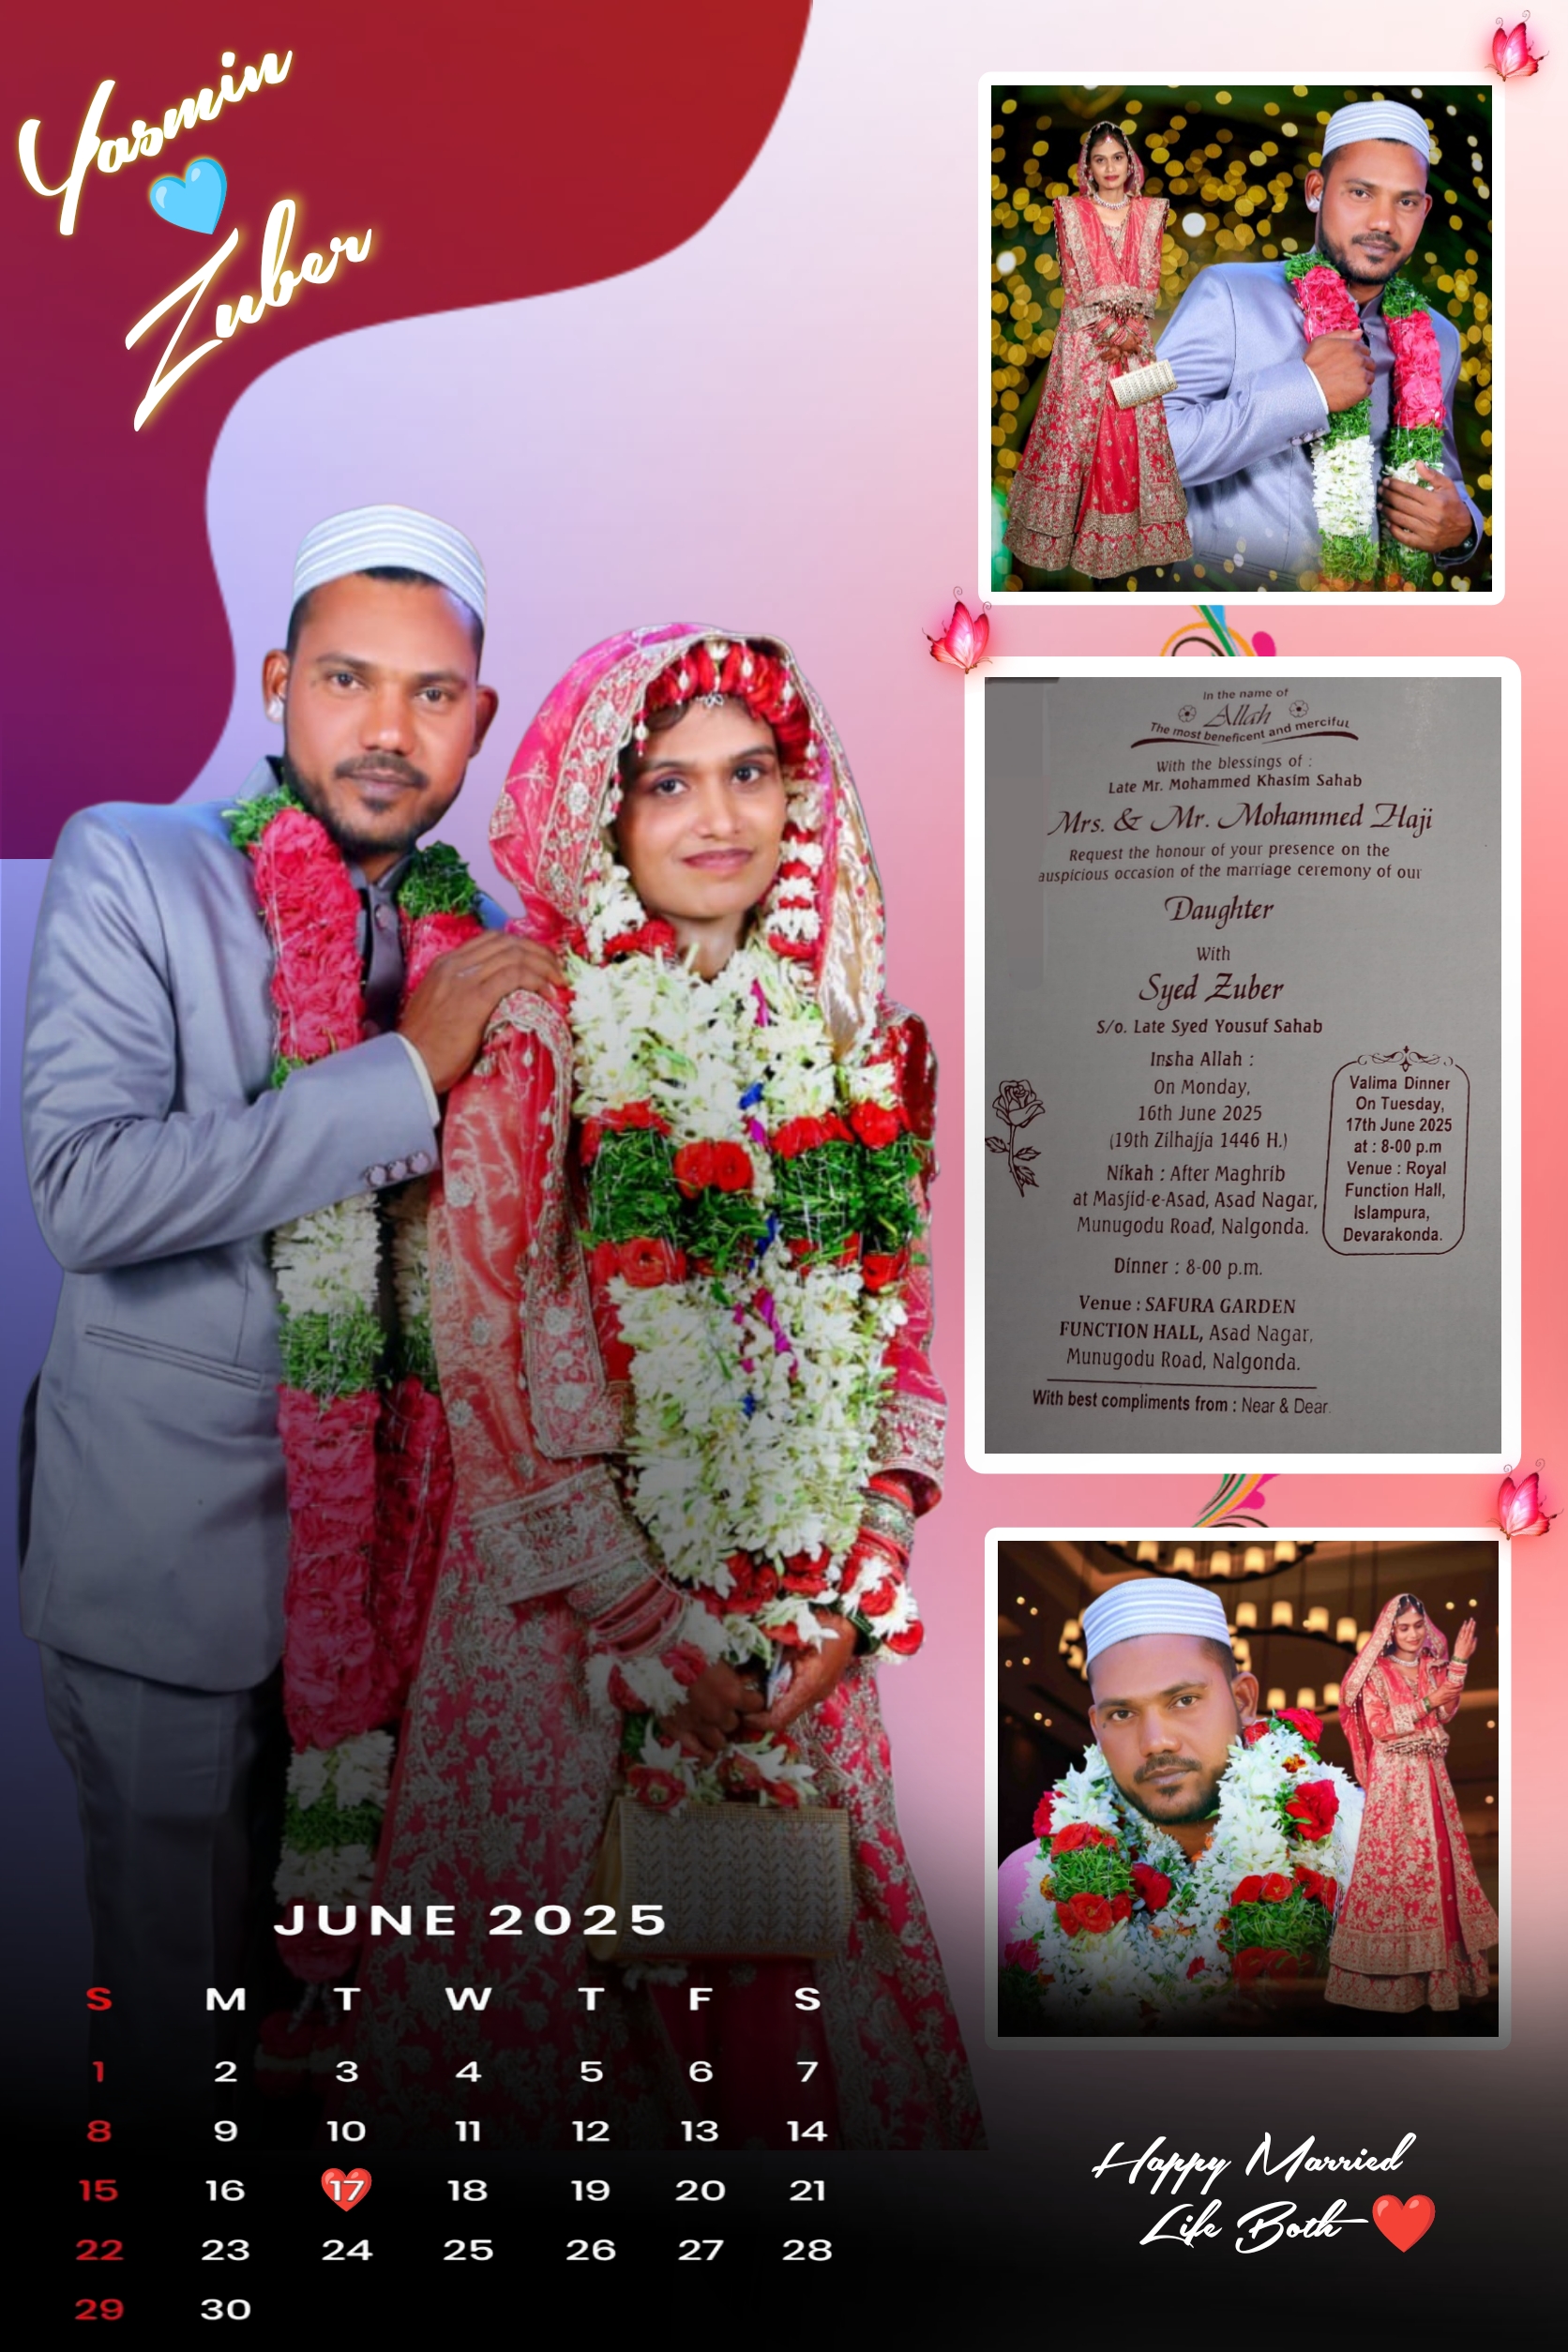 Yasmin
Zuber
In the name of
Allah
The most beneficent and merciful
With the blessings of :
Late Mr. Mohammed Khasim Sahab
Mrs. & Mr. Mohammed Haji
Request the honour of your presence on the
auspicious occasion of the marriage ceremony of our
Daughter
With
Syed Zuber
S/o. Late Syed Yousuf Sahab
Insha Allah :
On Monday,
16th June 2025
(19th Zilhajja 1446 H.)
Nikah : After Maghrib
at Masjid-e-Asad, Asad Nagar,
Munugodu Road, Nalgonda.
Dinner : 8-00 p.m.
Venue : SAFURA GARDEN
FUNCTION HALL, Asad Nagar,
Munugodu Road, Nalgonda.
With best compliments from : Near & Dear.
Valima Dinner
On Tuesday,
17th June 2025
at : 8-00 p.m
Venue : Royal
Function Hall,
Islampura,
Devarakonda.
JUNE 2025
S M T W T F S
1 2 3 4 5 6 7
8 9 10 11 12 13 14
15 16 17 18 19 20 21
22 23 24 25 26 27 28
29 30
Happy Married
Life Both